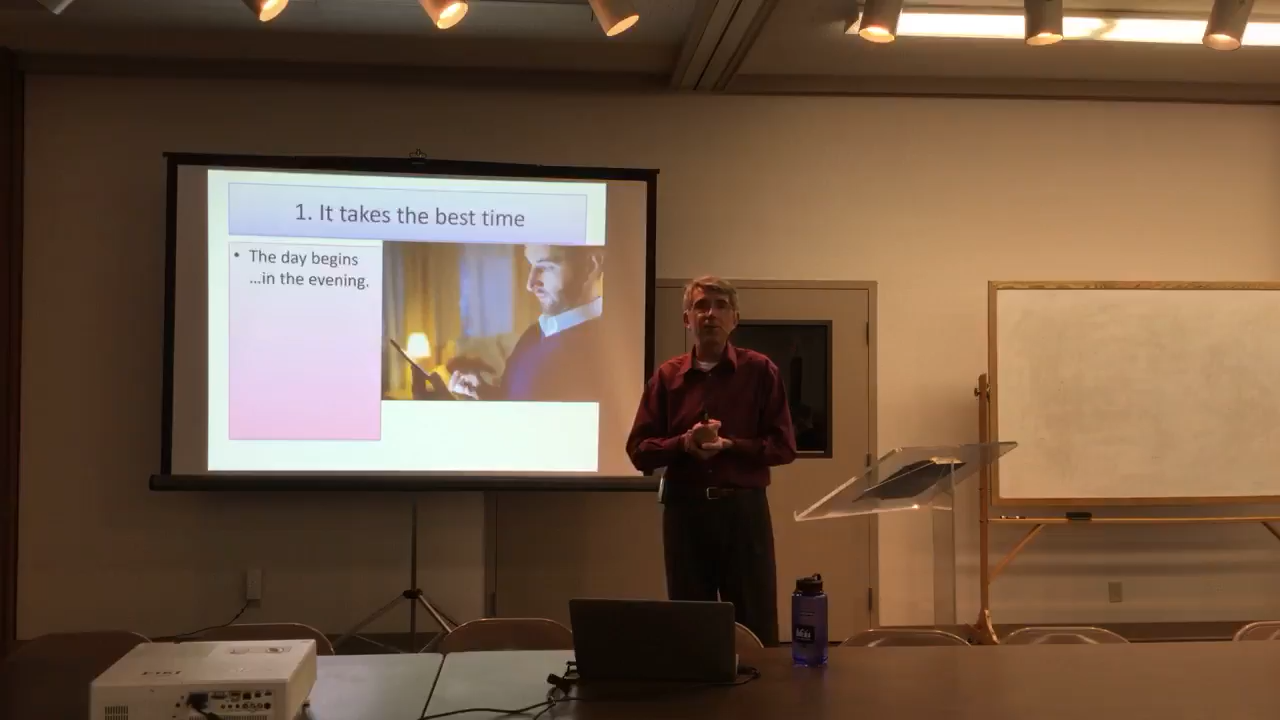 1. It takes the best time
• The day begins
...in the evening.